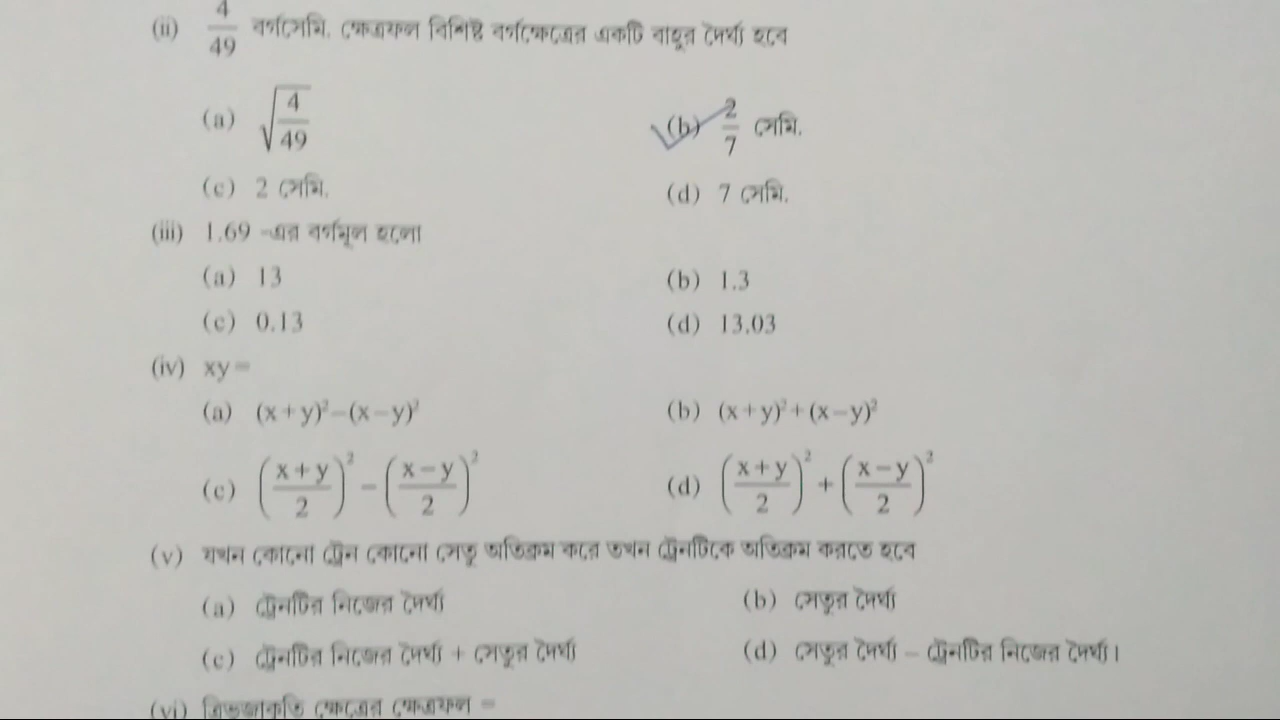 (ii) 4/49 বর্গসেমি. ক্ষেত্রফল বিশিষ্ট বর্গক্ষেত্রের একটি বাহুর দৈর্ঘ্য হবে
(a) √(4/49) (b) 2/7 সেমি.
(c) 2 সেমি. (d) 7 সেমি.
(iii) 1.69 -এর বর্গমূল হলো
(a) 13 (b) 1.3
(c) 0.13 (d) 13.03
(iv) xy =
(a) (x + y)² – (x – y)² (b) (x + y)² + (x – y)²
(c) ((x + y)/2)² – ((x – y)/2)² (d) ((x + y)/2)² + ((x – y)/2)²
(v) যখন কোনো ট্রেন কোনো সেতু অতিক্রম করে তখন ট্রেনটিকে অতিক্রম করতে হবে
(a) ট্রেনটির নিজের দৈর্ঘ্য (b) সেতুর দৈর্ঘ্য
(c) ট্রেনটির নিজের দৈর্ঘ্য + সেতুর দৈর্ঘ্য (d) সেতুর দৈর্ঘ্য – ট্রেনটির নিজের দৈর্ঘ্য।
(vi) ত্রিভুজাকৃতি ক্ষেত্রের ক্ষেত্রফল =